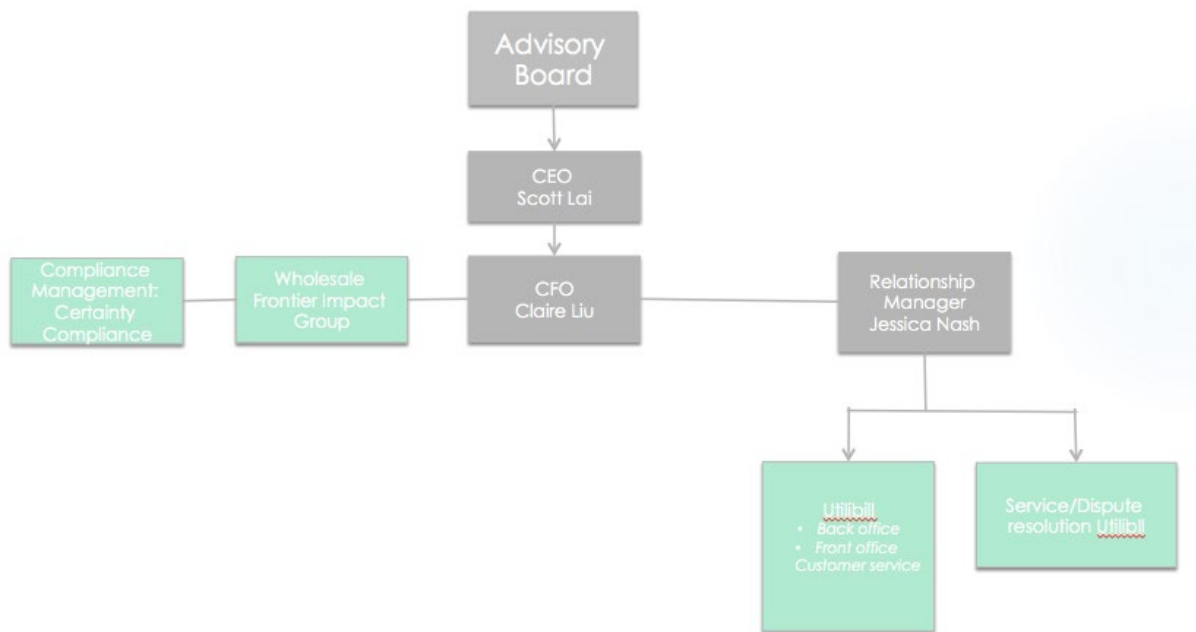 Advisory
Board
CEO
Scott Lai
Compliance
Management:
Certainty
Compliance
Wholesale
Frontier Impact
Group
CFO
Claire Liu
Relationship
Manager
Jessica Nash
Utilibill
• Back office
• Front office
Customer service
Service/Dispute
resolution Utilibll